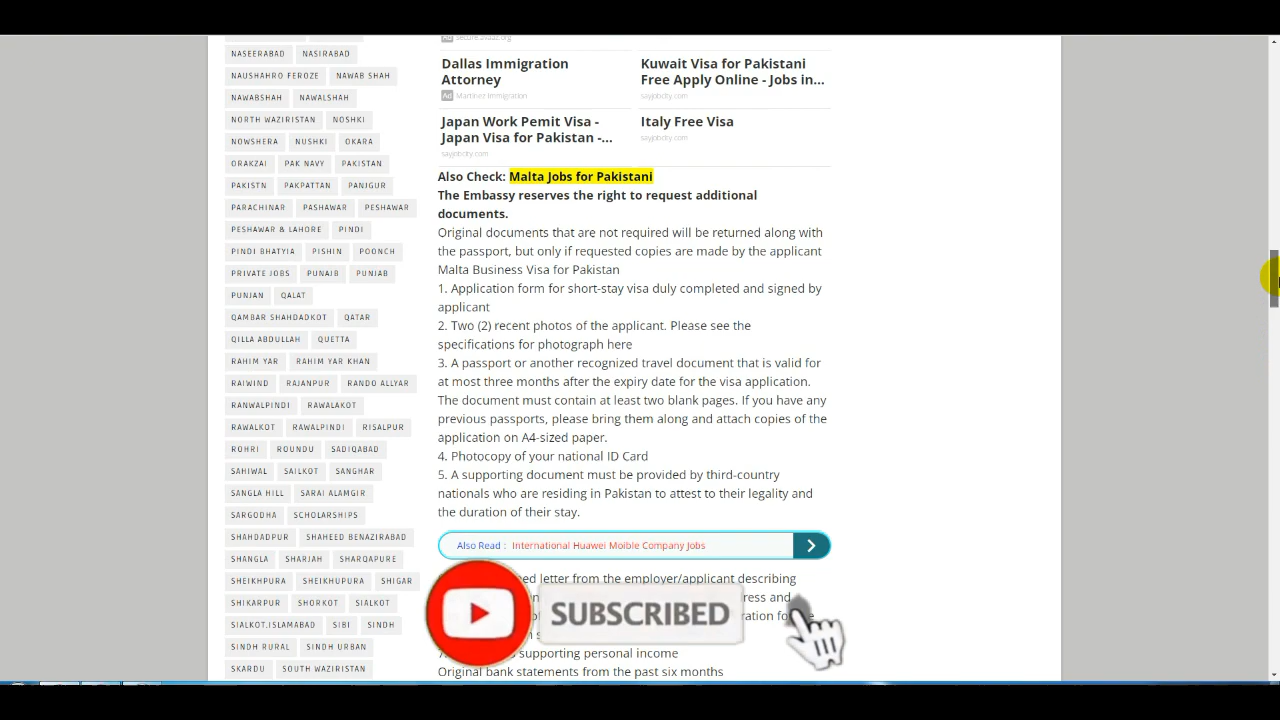 NASEERABAD NASIRABAD
NAUSHAHRO FEROZE NAWAB SHAH
NAWABSHAH NAWALSHAH
NORTH WAZIRISTAN NOSHKI
NOWSHERA NUSHKI OKARA
ORAKZAI PAK NAVY PAKISTAN
PAKISTN PAKPATTAN PANJGUR
PARACHINAR PASHAWAR PESHAWAR
PESHAWAR & LAHORE PINDI
PINDI BHATYIA PISHIN POONCH
PRIVATE JOBS PUNAJB PUNJAB
PUNJAN QALAT
QAMBAR SHAHDADKOT QATAR
QILLA ABDULLAH QUETTA
RAHIM YAR RAHIM YAR KHAN
RAIWIND RAJANPUR RANDO ALLYAR
RANWALPINDI RAWALAKOT
RAWALKOT RAWALPINDI RISALPUR
ROHRI ROUNDU SADIQABAD
SAHIWAL SAILKOT SANGHAR
SANGLA HILL SARAI ALAMGIR
SARGODHA SCHOLARSHIPS
SHAHDADPUR SHAHEED BENAZIRABAD
SHANGLA SHARJAH SHARQAPURE
SHEIKHPURA SHEIKHUPURA SHIGAR
SHIKARPUR SHORKOT SIALKOT
SIALKOT,ISLAMABAD SIBI SINDH
SINDH RURAL SINDH URBAN
SKARDU SOUTH WAZIRISTAN
Ad secure.avaaz.org
Dallas Immigration
Attorney
Ad Martinez Immigration
Kuwait Visa for Pakistani
Free Apply Online - Jobs in...
sayjobcity.com
Japan Work Pemit Visa -
Japan Visa for Pakistan -...
sayjobcity.com
Italy Free Visa
sayjobcity.com
Also Check: Malta Jobs for Pakistani
The Embassy reserves the right to request additional
documents.
Original documents that are not required will be returned along with
the passport, but only if requested copies are made by the applicant
Malta Business Visa for Pakistan
1. Application form for short-stay visa duly completed and signed by
applicant
2. Two (2) recent photos of the applicant. Please see the
specifications for photograph here
3. A passport or another recognized travel document that is valid for
at most three months after the expiry date for the visa application.
The document must contain at least two blank pages. If you have any
previous passports, please bring them along and attach copies of the
application on A4-sized paper.
4. Photocopy of your national ID Card
5. A supporting document must be provided by third-country
nationals who are residing in Pakistan to attest to their legality and
the duration of their stay.
Also Read : International Huawei Moible Company Jobs
letter from the employer/applicant describing
and
SUBSCRIBED
supporting personal income
Original bank statements from the past six months